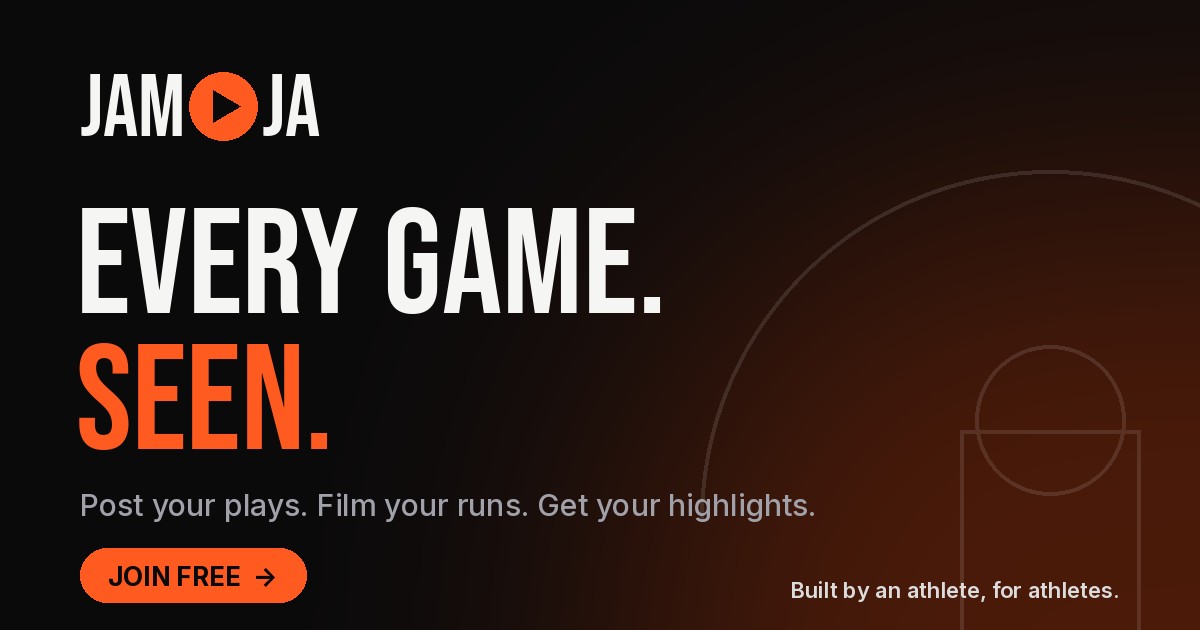 JAMOJA
EVERY GAME.
SEEN.
Post your plays. Film your runs. Get your highlights.
JOIN FREE →
Built by an athlete, for athletes.